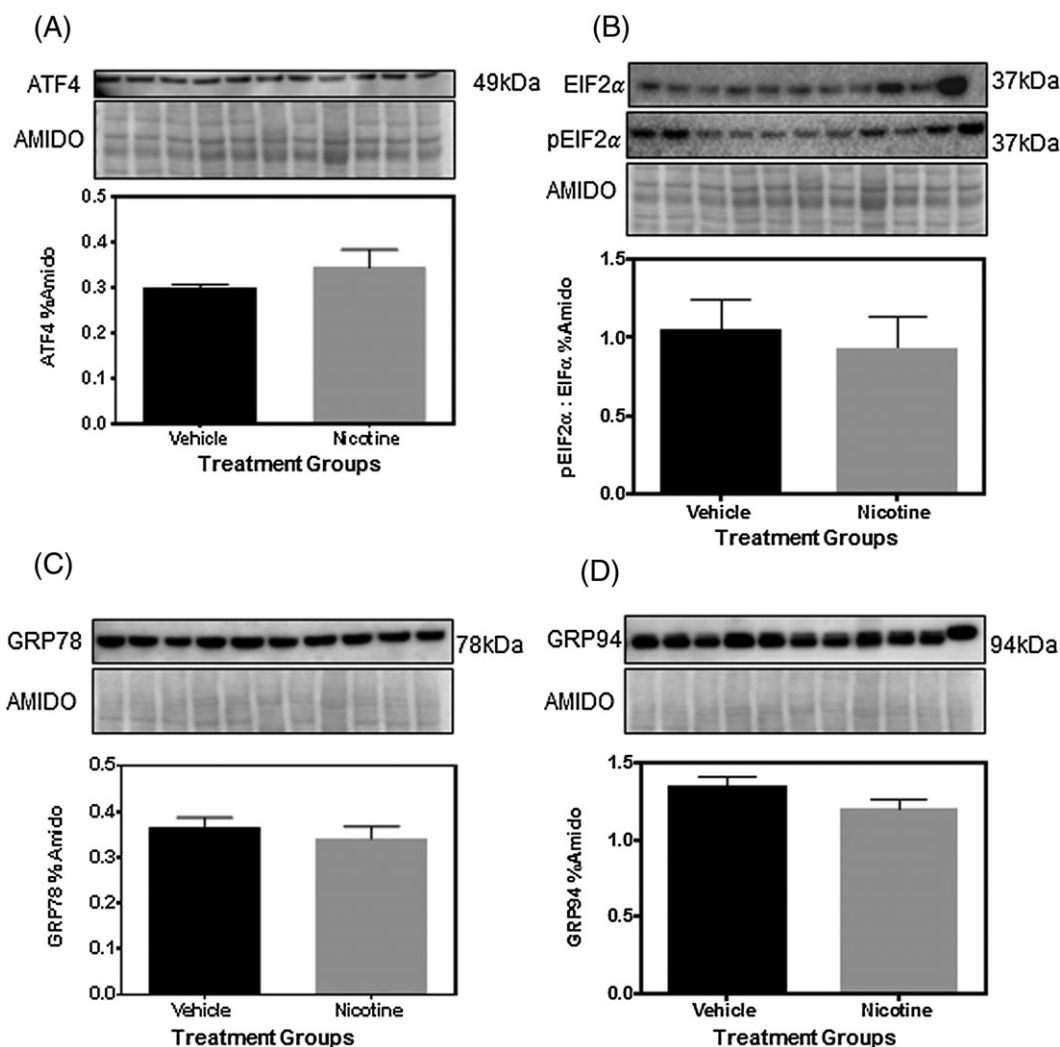 (A)
ATF4
49kDa
AMIDO
0.5
0.4
0.3
0.2
0.1
0.0
ATF4 %Amido
Vehicle
Nicotine
Treatment Groups
(B)
EIF2α
37kDa
pEIF2α
37kDa
AMIDO
1.5
1.0
0.5
0.0
pEIF2α : EIFα %Amido
Vehicle
Nicotine
Treatment Groups
(C)
GRP78
78kDa
AMIDO
0.5
0.4
0.3
0.2
0.1
0.0
GRP78 % Amido
Vehicle
Nicotine
Treatment Groups
(D)
GRP94
94kDa
AMIDO
1.5
1.0
0.5
0.0
GRP94 %Amido
Vehicle
Nicotine
Treatment Groups